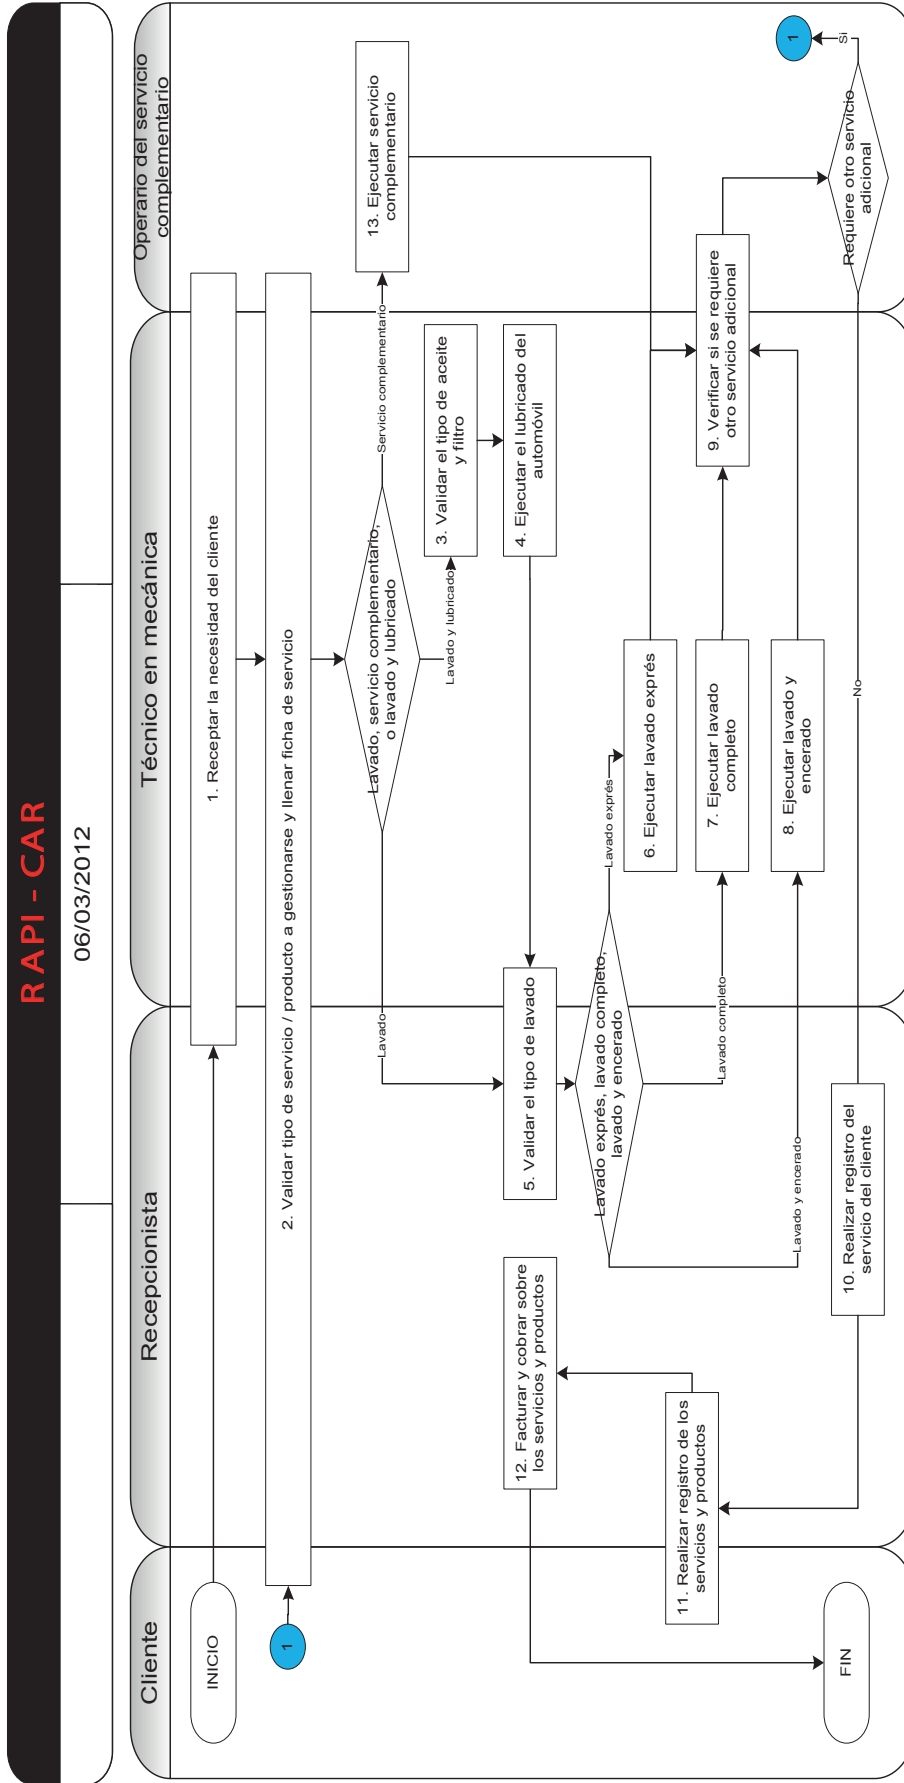 RAPI - CAR
06/03/2012
Cliente
Recepcionista
Técnico en mecánica
Operario del servicio
complementario
INICIO
1. Receptar la necesidad del cliente
1
2. Validar tipo de servicio / producto a gestionarse y llenar ficha de servicio
Lavado, servicio complementario,
o lavado y lubricado
Lavado
Lavado y lubricado
Servicio complementario
13. Ejecutar servicio
complementario
3. Validar el tipo de aceite
y filtro
4. Ejecutar el lubricado del
automóvil
5. Validar el tipo de lavado
Lavado exprés, lavado completo,
lavado y encerado
Lavado exprés
Lavado completo
Lavado y encerado
6. Ejecutar lavado exprés
7. Ejecutar lavado
completo
8. Ejecutar lavado y
encerado
9. Verificar si se requiere
otro servicio adicional
Requiere otro servicio
adicional
Si
1
No
10. Realizar registro del
servicio del cliente
11. Realizar registro de los
servicios y productos
12. Facturar y cobrar sobre
los servicios y productos
FIN